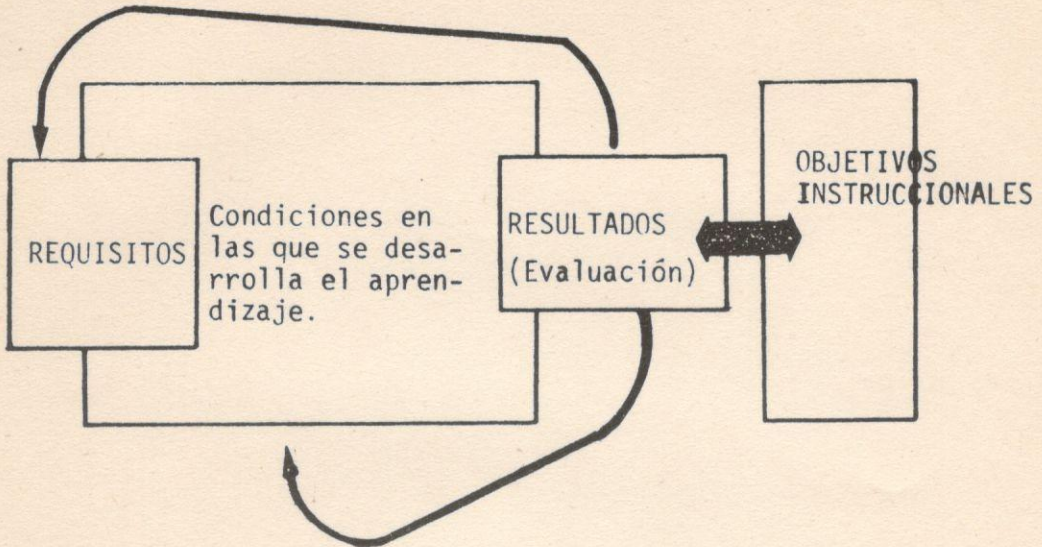 REQUISITOS
Condiciones en
las que se desa-
rrolla el apren-
dizaje.
RESULTADOS
(Evaluación)
OBJETIVOS
INSTRUCCIONALES